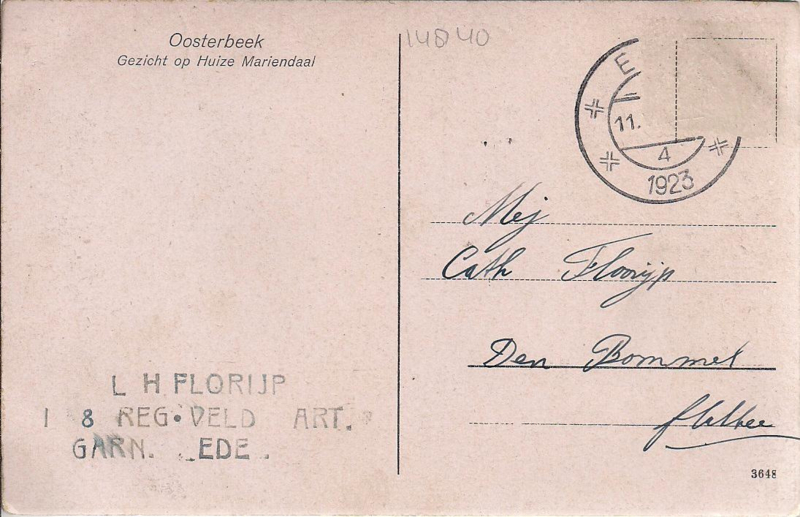 Oosterbeek
Gezicht op Huize Mariendaal
L H FLORIJP
I 8 REG. VELD ART.
GARN. EDE.
14840
E
11.
4
1923
Mej
Cath Floorijp
Den Bommel
flakkee
3648